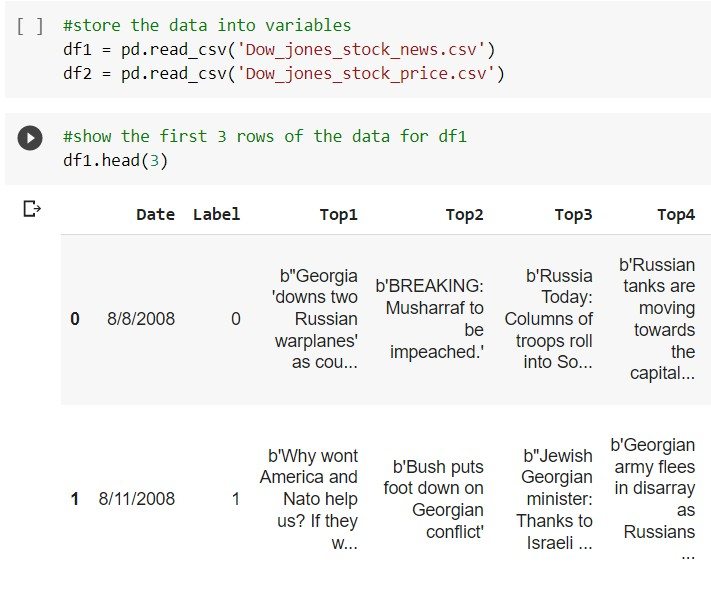 [ ] #store the data into variables
df1 = pd.read_csv('Dow_jones_stock_news.csv')
df2 = pd.read_csv('Dow_jones_stock_price.csv')
#show the first 3 rows of the data for df1
df1.head(3)
Date Label Top1 Top2 Top3 Top4
0 8/8/2008 0
b"Georgia
'downs two
Russian
warplanes'
as cou...
b'BREAKING:
Musharraf to
be
impeached.'
b'Russia
Today:
Columns of
troops roll
into So...
b'Russian
tanks are
moving
towards
the
capital...
1 8/11/2008 1
b'Why wont
America and
Nato help
us? If they
w...
b'Bush puts
foot down on
Georgian
conflict'
b"Jewish
Georgian
minister:
Thanks to
Israeli ...
b'Georgian
army flees
in disarray
as
Russians
...